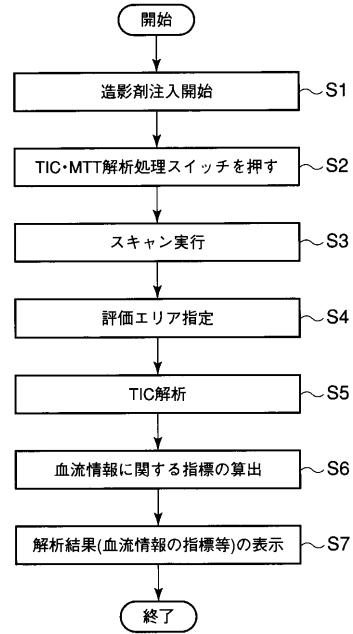 開始
造影剤注入開始 S1
TIC・MTT解析処理スイッチを押す S2
スキャン実行 S3
評価エリア指定 S4
TIC解析 S5
血流情報に関する指標の算出 S6
解析結果(血流情報の指標等)の表示 S7
終了